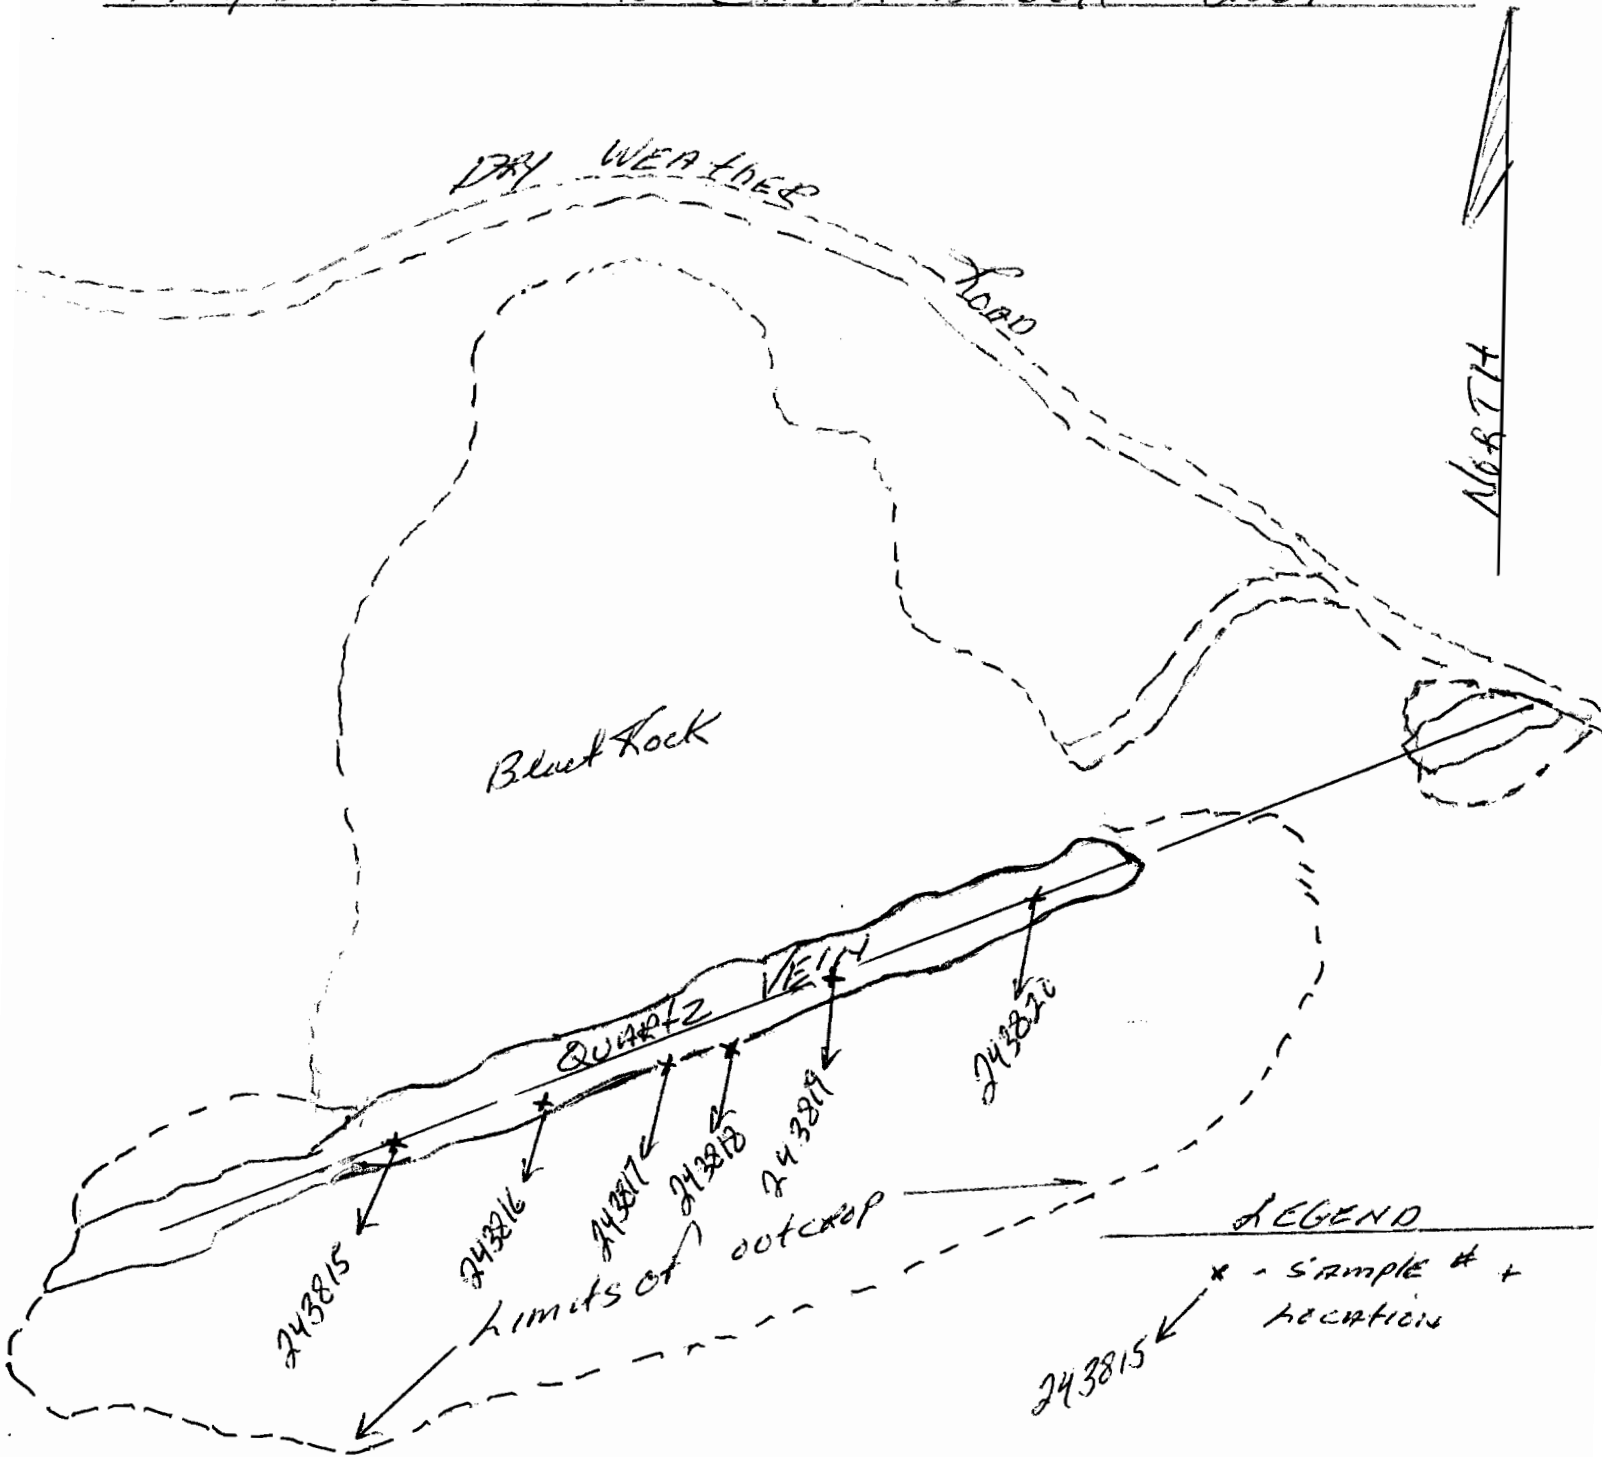 DRY WEATHER
ROAD
NORTH
Rock
QUARTZ VEIN
243815
243816
243817
243818
243819
243820
Limits of outcrop
LEGEND
x - SAMPLE # +
LOCATION
243815